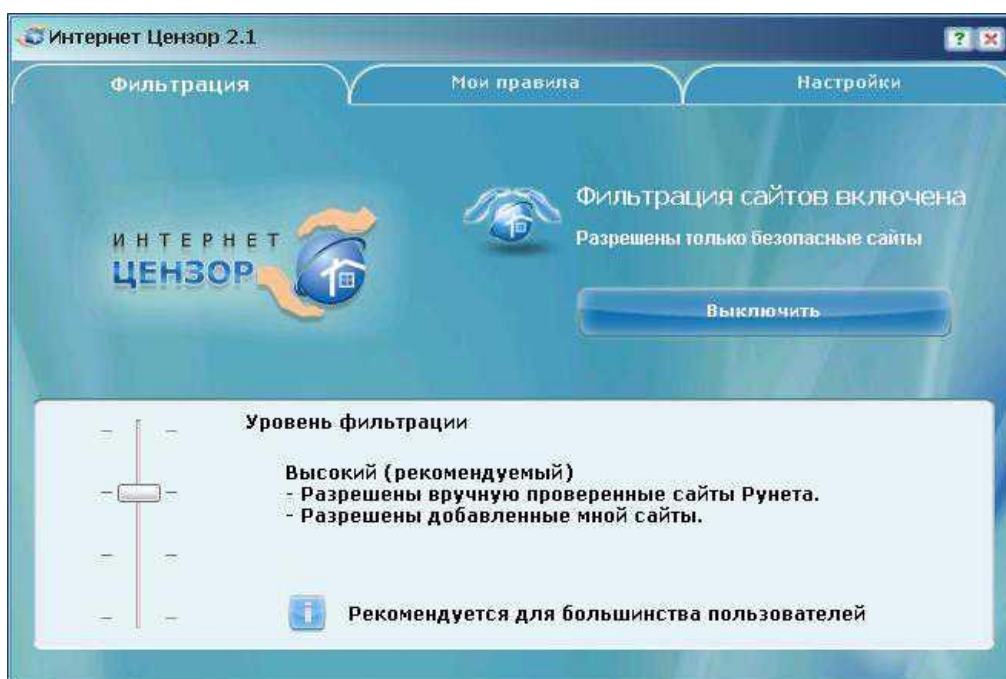 Интернет Цензор 2.1
Фильтрация
Мои правила
Настройки
ИНТЕРНЕТ
ЦЕНЗОР
Фильтрация сайтов включена
Разрешены только безопасные сайты
Выключить
Уровень фильтрации
Высокий (рекомендуемый)
- Разрешены вручную проверенные сайты Рунета.
- Разрешены добавленные мной сайты.
Рекомендуется для большинства пользователей